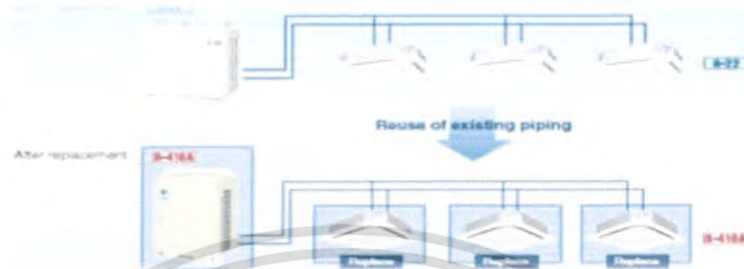 R-22
Reuse of existing piping
After replacement
R-410A
R-410A
Replace
Replace
Replace